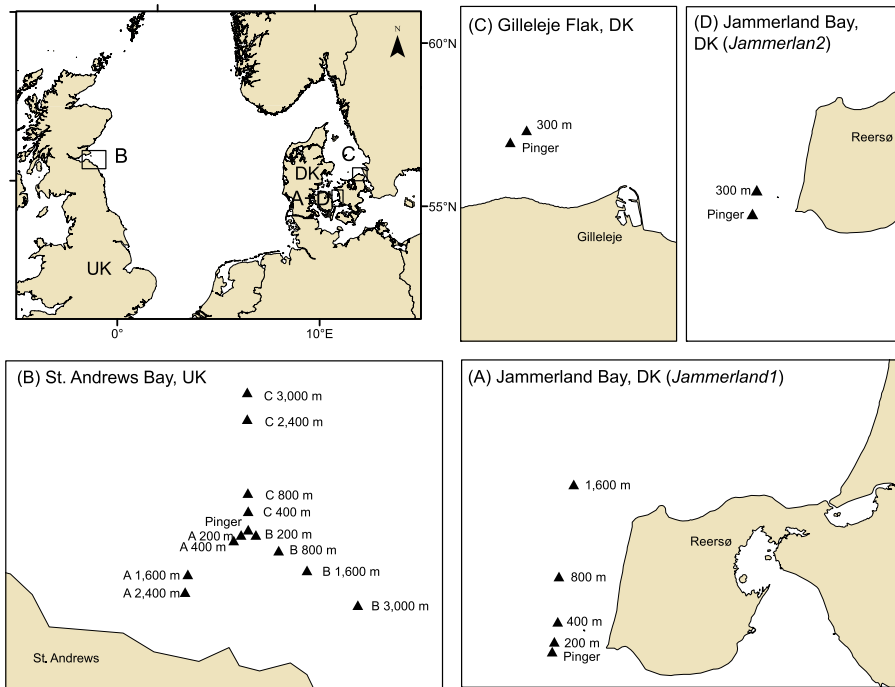 N
60°N
B
C
DK
A
D
55°N
UK
0°
10°E
(C) Gilleleje Flak, DK
300 m
Pinger
Gilleleje
(D) Jammerland Bay,
DK (Jammerlan2)
Reersø
300 m
Pinger
(B) St. Andrews Bay, UK
C 3,000 m
C 2,400 m
C 800 m
C 400 m
Pinger
A 200 m
B 200 m
A 400 m
B 800 m
A 1,600 m
B 1,600 m
A 2,400 m
B 3,000 m
St. Andrews
(A) Jammerland Bay, DK (Jammerland1)
1,600 m
Reersø
800 m
400 m
200 m
Pinger